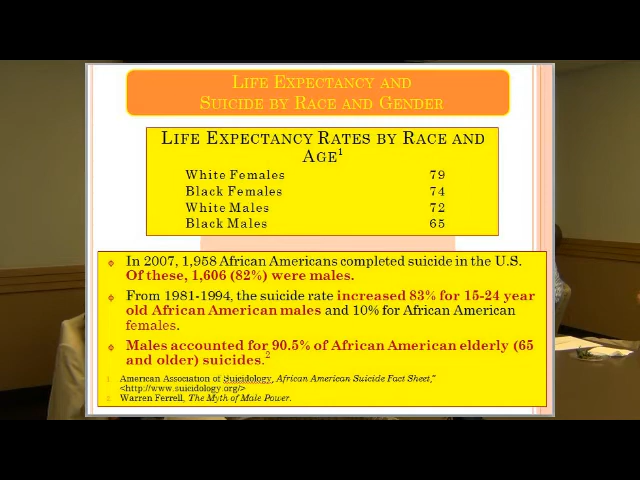 LIFE EXPECTANCY AND
SUICIDE BY RACE AND GENDER
LIFE EXPECTANCY RATES BY RACE AND
AGE1
White Females 79
Black Females 74
White Males 72
Black Males 65
In 2007, 1,958 African Americans completed suicide in the U.S.
Of these, 1,606 (82%) were males.
From 1981-1994, the suicide rate increased 83% for 15-24 year
old African American males and 10% for African American
females.
Males accounted for 90.5% of African American elderly (65
and older) suicides.2
1. American Association of Suicidology, African American Suicide Fact Sheet,"
<http://www.suicidology.org/>
2. Warren Ferrell, The Myth of Male Power.